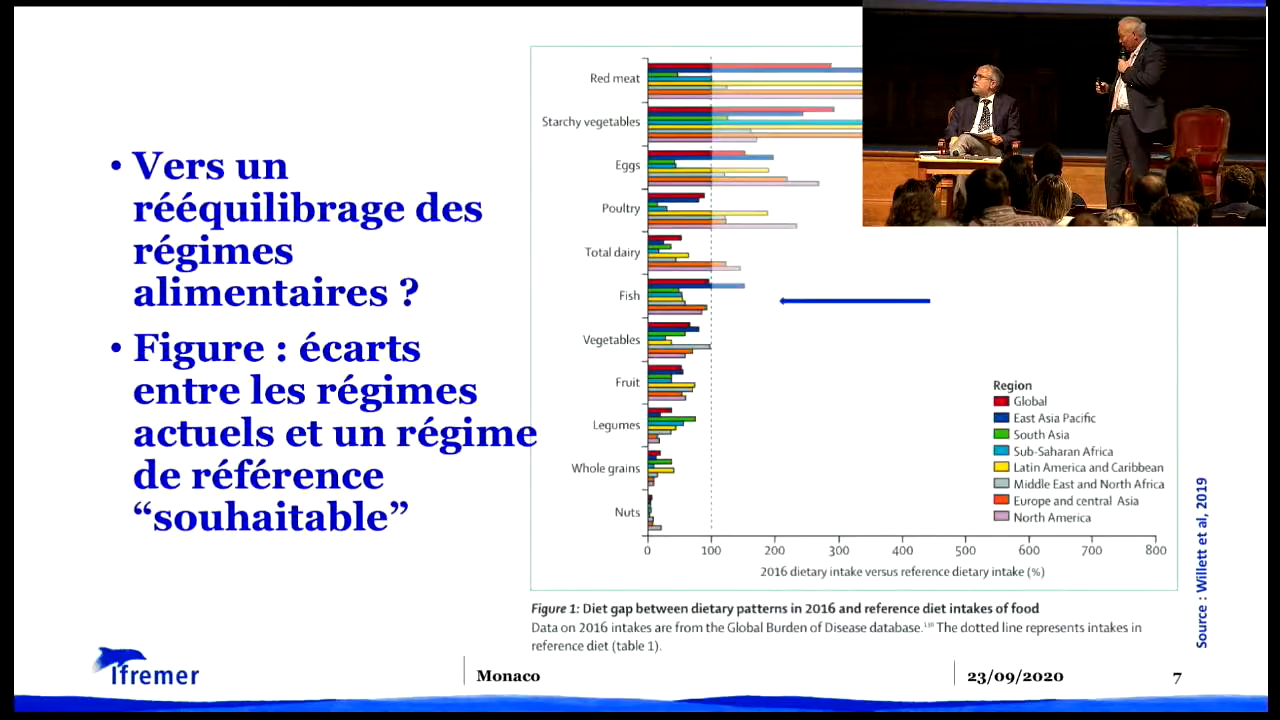 • Vers un
rééquilibrage des
régimes
alimentaires ?
• Figure : écarts
entre les régimes
actuels et un régime
de référence
“souhaitable”
Red meat
Starchy vegetables
Eggs
Poultry
Total dairy
Fish
Vegetables
Fruit
Legumes
Whole grains
Nuts
0 100 200 300 400 500 600 700 800
2016 dietary intake versus reference dietary intake (%)
Region
Global
East Asia Pacific
South Asia
Sub-Saharan Africa
Latin America and Caribbean
Middle East and North Africa
Europe and central Asia
North America
Figure 1: Diet gap between dietary patterns in 2016 and reference diet intakes of food
Data on 2016 intakes are from the Global Burden of Disease database. The dotted line represents intakes in
reference diet (table 1).
Source : Willett et al, 2019
Ifremer
Monaco
23/09/2020
7